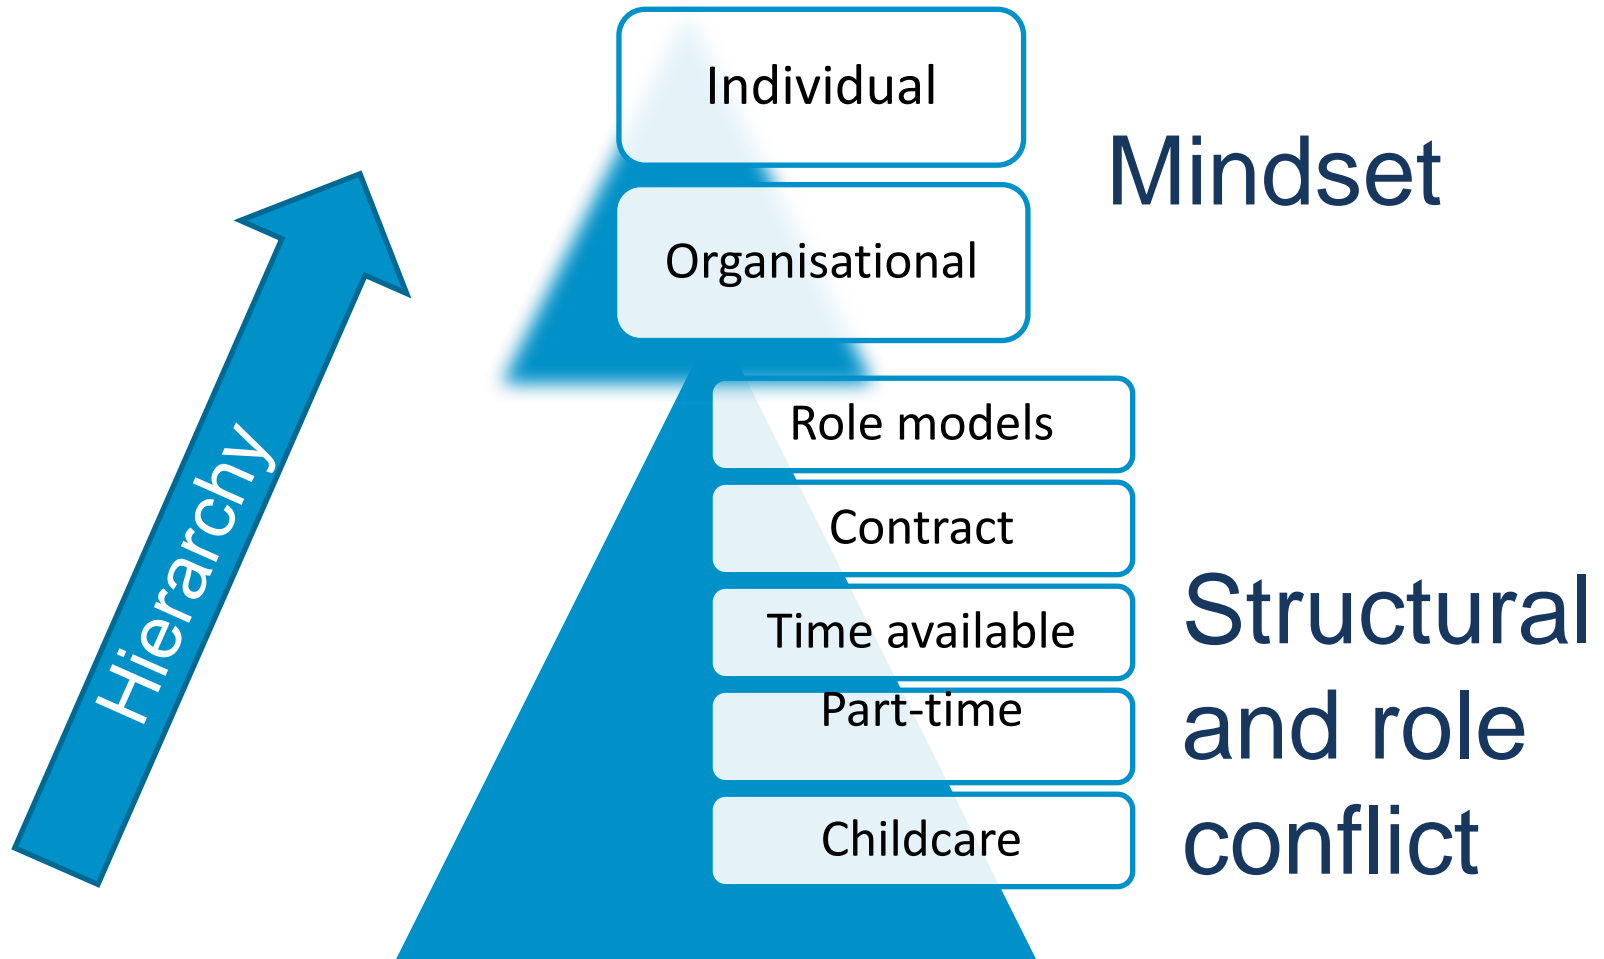 Individual
Mindset
Organisational
Hierarchy
Role models
Contract
Time available
Part-time
Childcare
Structural
and role
conflict